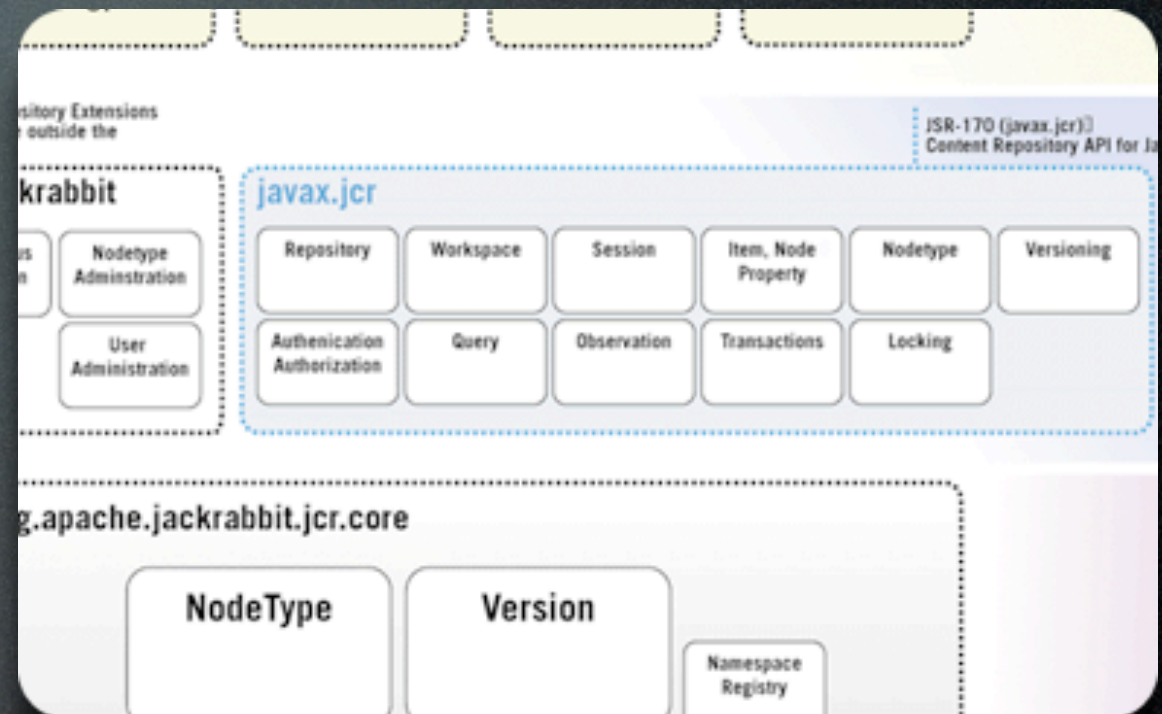 sitory Extensions
outside the
JSR-170 (javax.jcr)
Content Repository API for Ja
krabbit
javax.jcr
us
n
Nodetype
Adminstration
Repository
Workspace
Session
Item, Node
Property
Nodetype
Versioning
User
Administration
Authenication
Authorization
Query
Observation
Transactions
Locking
g.apache.jackrabbit.jcr.core
NodeType
Version
Namespace
Registry